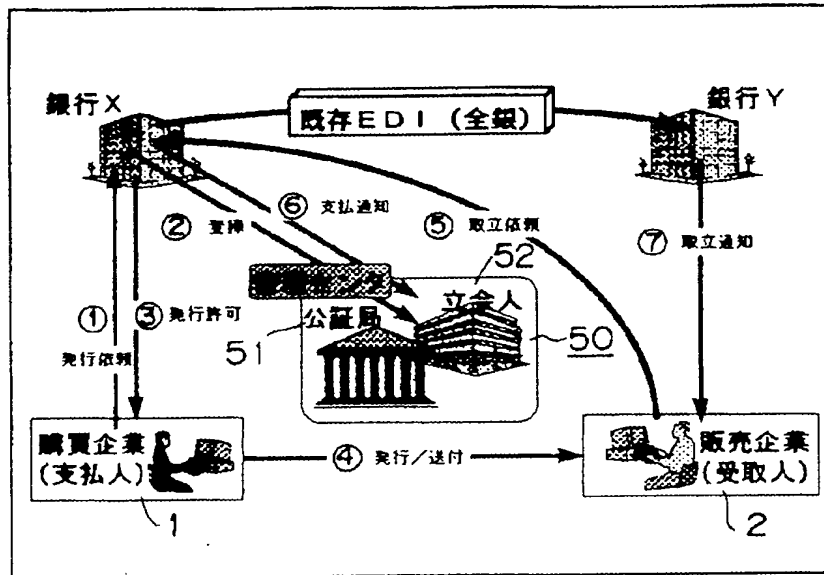 銀行X
既存EDI(全銀)
銀行Y
② 登録
⑥ 支払通知
⑤ 取立依頼
⑦ 取立通知
① 発行依頼
③ 発行許可
52
立会人
公証局
51
50
購買企業
(支払人)
④ 発行/送付
販売企業
(受取人)
1
2